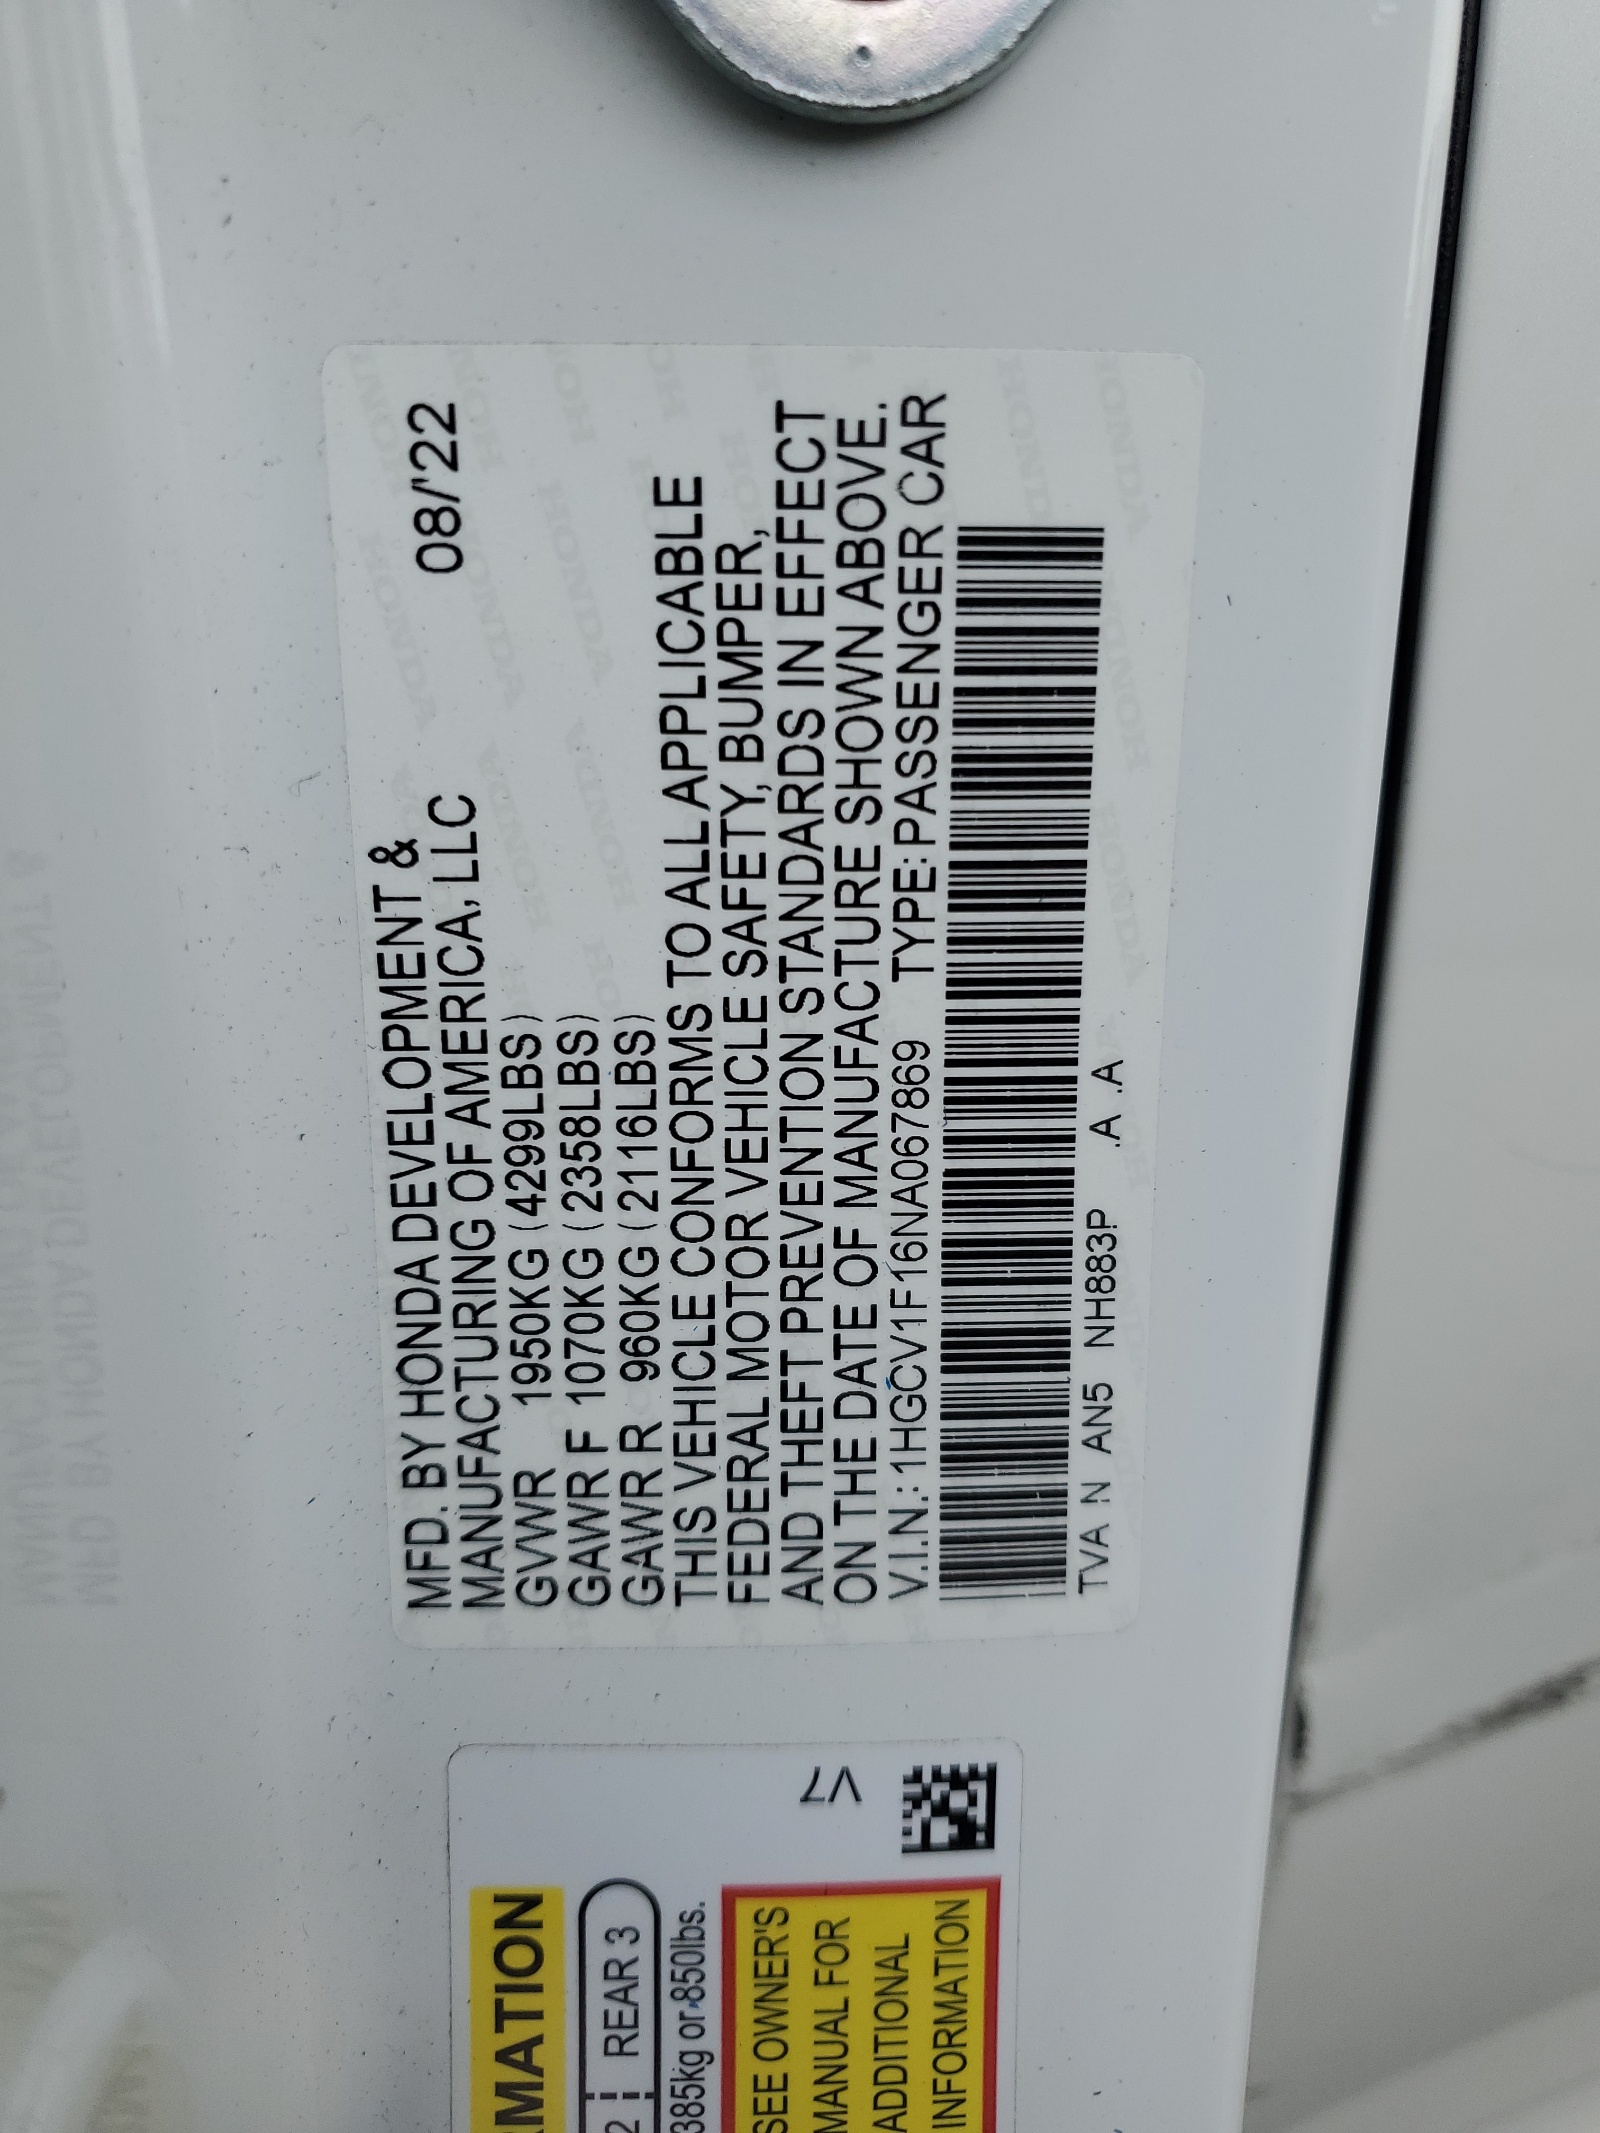 MFD. BY HONDA DEVELOPMENT &
MANUFACTURING OF AMERICA, LLC 08/'22
GVWR 1950KG (4299LBS)
GAWR F 1070KG (2358LBS)
GAWR R 960KG (2116LBS)
THIS VEHICLE CONFORMS TO ALL APPLICABLE
FEDERAL MOTOR VEHICLE SAFETY, BUMPER,
AND THEFT PREVENTION STANDARDS IN EFFECT
ON THE DATE OF MANUFACTURE SHOWN ABOVE.
V.I.N.: 1HGCV1F16NA067869 TYPE: PASSENGER CAR
TVA N AN5 NH883P .A .A
RMATION
2 REAR 3
385kg or 850lbs.
V7
SEE OWNER'S
MANUAL FOR
ADDITIONAL
INFORMATION